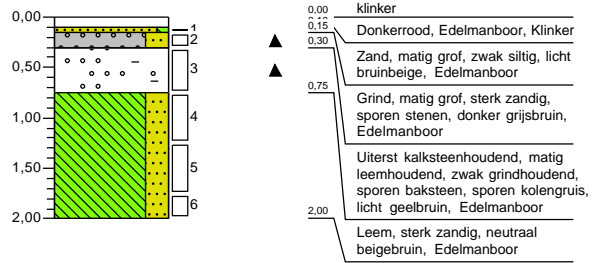 0,00
0,50
1,00
1,50
2,00
1
2
3
4
5
6
0,00
klinker
0,15
Donkerrood, Edelmanboor, Klinker
0,30
Zand, matig grof, zwak siltig, licht
bruinbeige, Edelmanboor
0,75
Grind, matig grof, sterk zandig,
sporen stenen, donker grijsbruin,
Edelmanboor
Uiterst kalksteenhoudend, matig
leemhoudend, zwak grindhoudend,
sporen baksteen, sporen kolengruis,
licht geelbruin, Edelmanboor
2,00
Leem, sterk zandig, neutraal
beigebruin, Edelmanboor